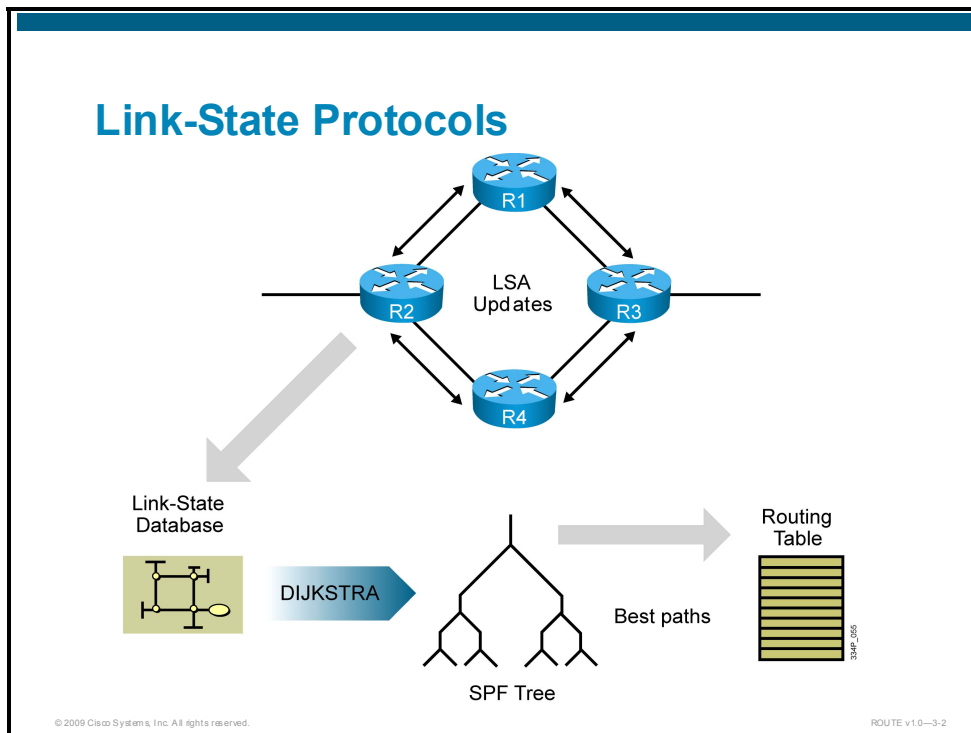 Link-State Protocols
R1
LSA
Updates
R2
R3
R4
Link-State
Database
Routing
Table
DIJKSTRA
Best paths
334P_055
SPF Tree
© 2009 Cisco Systems, Inc. All rights reserved.
ROUTE v1.0—3-2